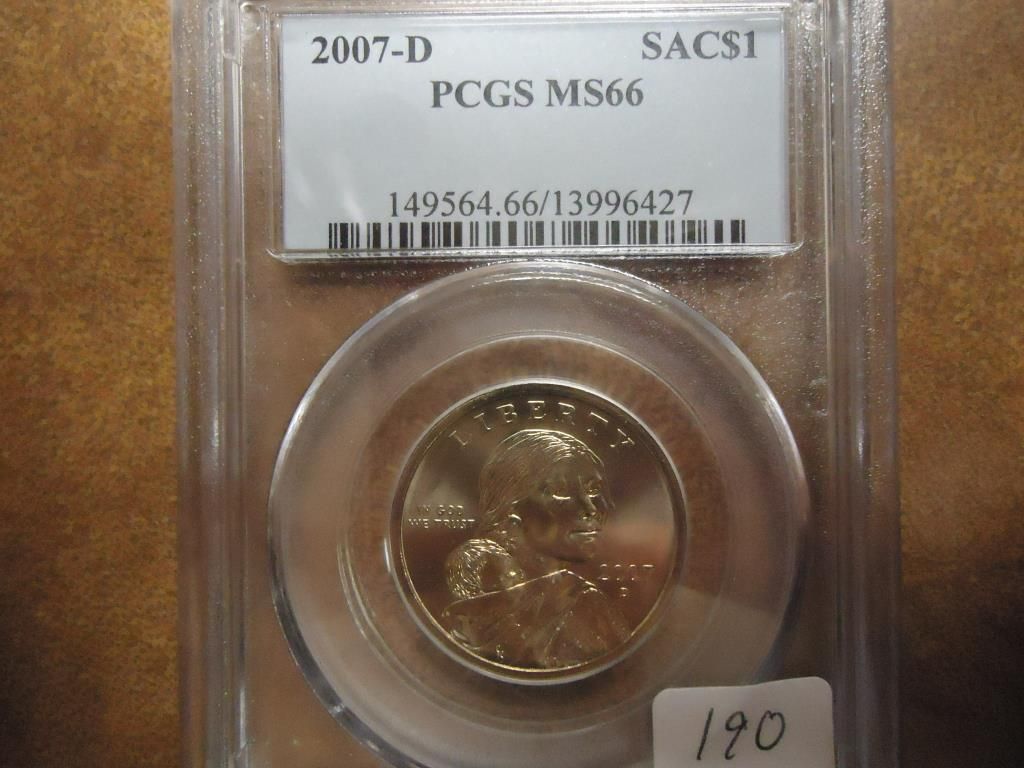 2007-D SAC$1
PCGS MS66
149564.66/13996427
LIBERTY
IN GOD
WE TRUST
2007
D
190